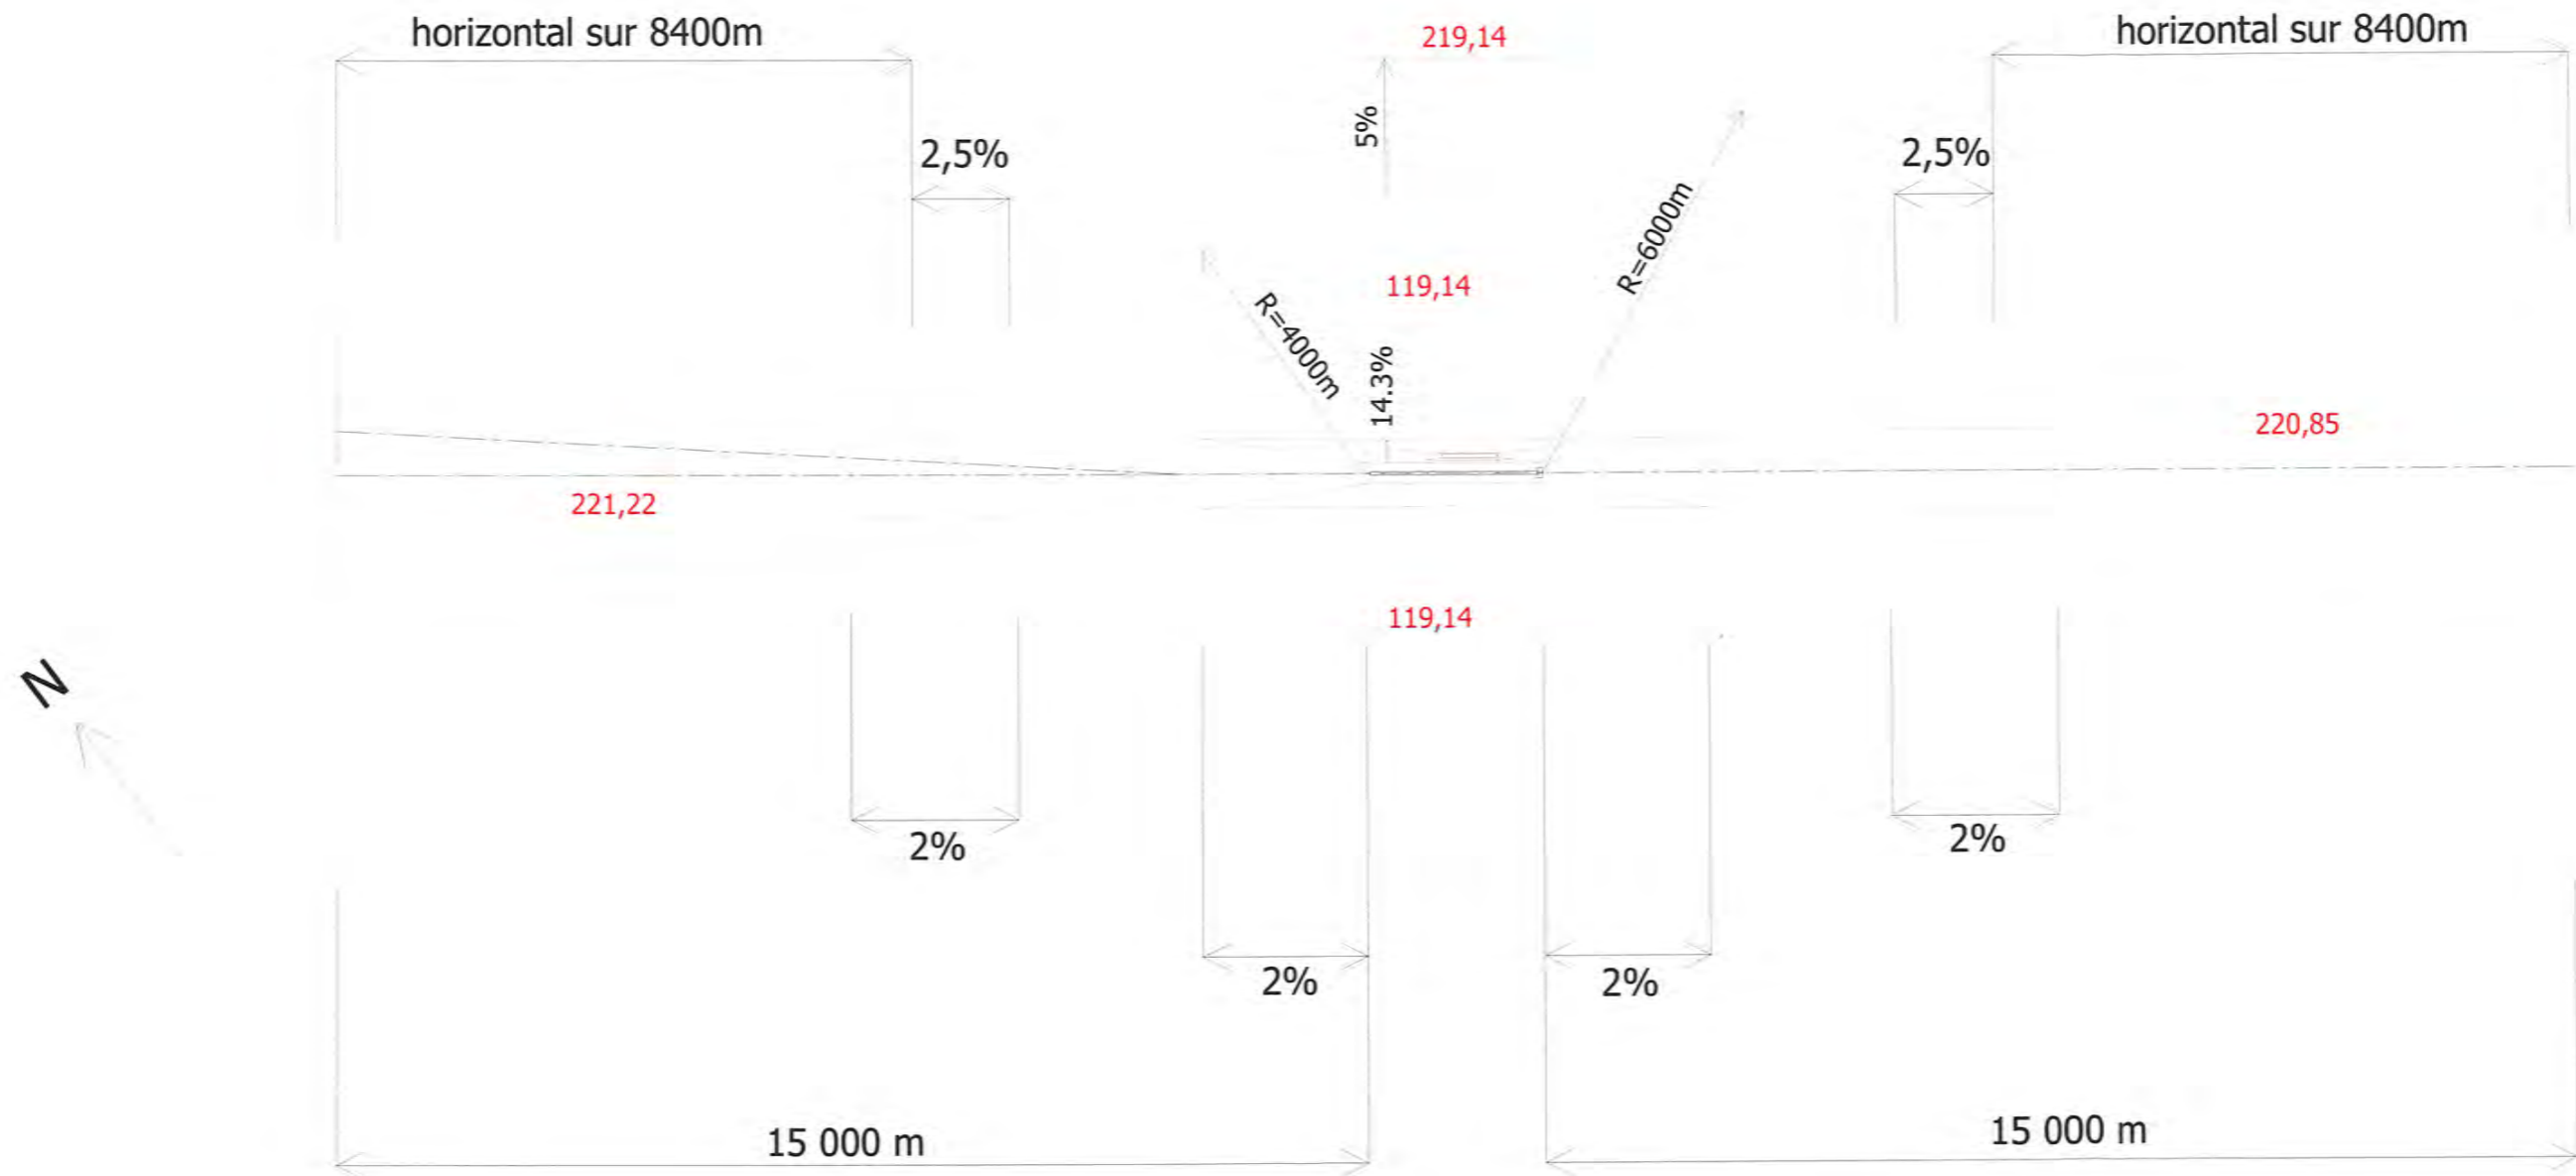 horizontal sur 8400m
219,14
horizontal sur 8400m
5%
2,5%
2,5%
R=6000m
119,14
R=4000m
14.3%
220,85
221,22
119,14
N
2%
2%
2%
2%
15 000 m
15 000 m